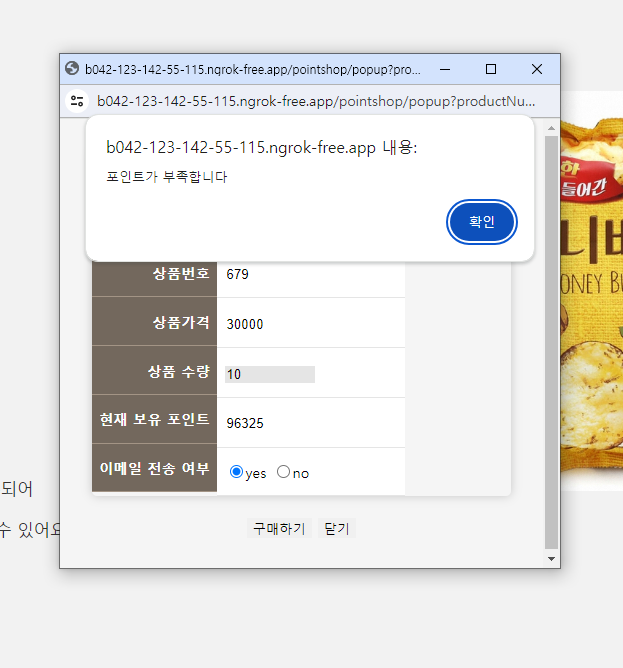 b042-123-142-55-115.ngrok-free.app/pointshop/popup?pro...
b042-123-142-55-115.ngrok-free.app/pointshop/popup?productNu...
b042-123-142-55-115.ngrok-free.app 내용:
포인트가 부족합니다
확인
상품번호 679
상품가격 30000
상품 수량 10
현재 보유 포인트 96325
이메일 전송 여부 yes no
구매하기 닫기
되어
수 있어요
한
들어간
니버
ONEY BU